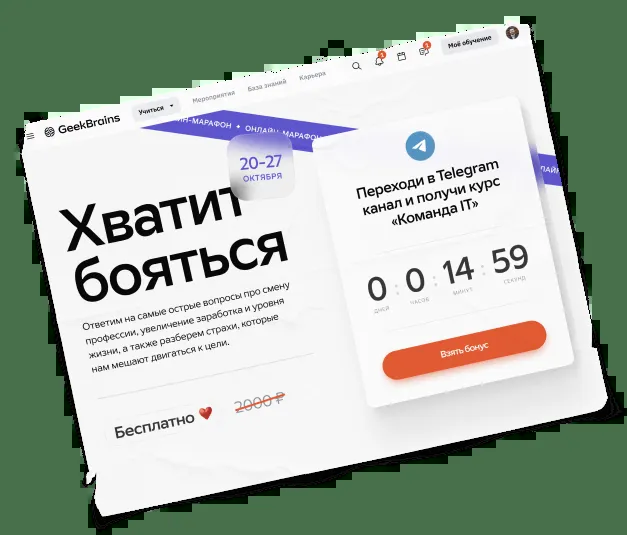 GeekBrains
Учиться
Мероприятия
База знаний
Карьера
1
1
Моё обучение
Н-МАРАФОН • ОНЛАЙН-МАРАФОН
20-27
ОКТЯБРЯ
Хватит
бояться
Ответим на самые острые вопросы про смену
профессии, увеличение заработка и уровня
жизни, а также разберем страхи, которые
нам мешают двигаться к цели.
Бесплатно
2000 ₽
Переходи в Telegram
канал и получи курс
«Команда IT»
0 : 0 : 14 : 59
ДНЕЙ ЧАСОВ МИНУТ СЕКУНД
Взять бонус